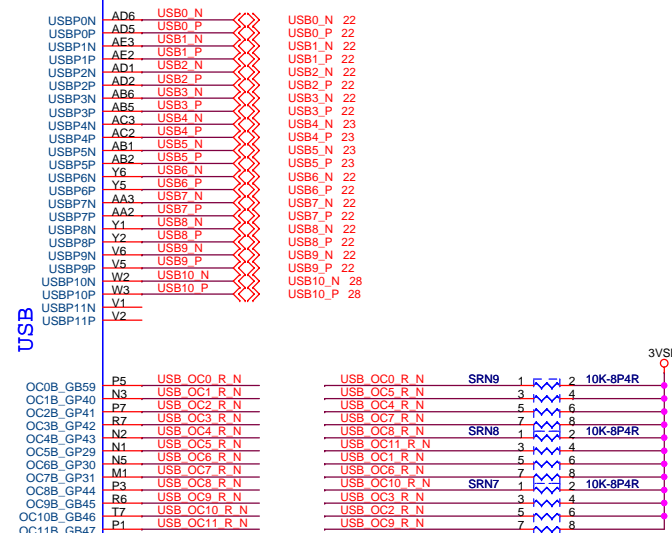 USBP0N AD6 USB0_N USB0_N 22
USBP0P AD5 USB0_P USB0_P 22
USBP1N AE3 USB1_N USB1_N 22
USBP1P AE2 USB1_P USB1_P 22
USBP2N AD1 USB2_N USB2_N 22
USBP2P AD2 USB2_P USB2_P 22
USBP3N AB6 USB3_N USB3_N 22
USBP3P AB5 USB3_P USB3_P 22
USBP4N AC3 USB4_N USB4_N 23
USBP4P AC2 USB4_P USB4_P 23
USBP5N AB1 USB5_N USB5_N 23
USBP5P AB2 USB5_P USB5_P 23
USBP6N Y6 USB6_N USB6_N 22
USBP6P Y5 USB6_P USB6_P 22
USBP7N AA3 USB7_N USB7_N 22
USBP7P AA2 USB7_P USB7_P 22
USBP8N Y1 USB8_N USB8_N 22
USBP8P Y2 USB8_P USB8_P 22
USBP9N V6 USB9_N USB9_N 22
USBP9P V5 USB9_P USB9_P 22
USBP10N W2 USB10_N USB10_N 28
USBP10P W3 USB10_P USB10_P 28
USBP11N V1
USBP11P V2
USB
3VSB
OC0B_GB59 P5 USB_OC0_R_N USB_OC0_R_N SRN9 1 2 10K-8P4R
OC1B_GP40 N3 USB_OC1_R_N USB_OC5_R_N 3 4
OC2B_GP41 P7 USB_OC2_R_N USB_OC4_R_N 5 6
OC3B_GP42 R7 USB_OC3_R_N USB_OC7_R_N 7 8
OC4B_GP43 N2 USB_OC4_R_N USB_OC8_R_N SRN8 1 2 10K-8P4R
OC5B_GP29 N1 USB_OC5_R_N USB_OC11_R_N 3 4
OC6B_GP30 N5 USB_OC6_R_N USB_OC1_R_N 5 6
OC7B_GP31 M1 USB_OC7_R_N USB_OC6_R_N 7 8
OC8B_GP44 P3 USB_OC8_R_N USB_OC10_R_N SRN7 1 2 10K-8P4R
OC9B_GB45 R6 USB_OC9_R_N USB_OC3_R_N 3 4
OC10B_GB46 T7 USB_OC10_R_N USB_OC2_R_N 5 6
OC11B_GB47 P1 USB_OC11_R_N USB_OC9_R_N 7 8